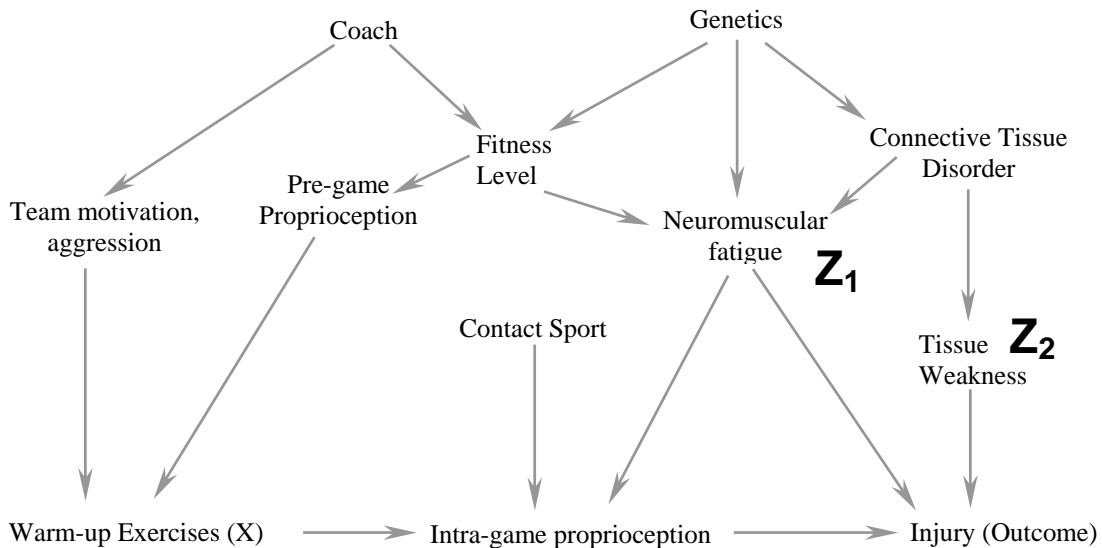 Coach
Genetics
Fitness
Level
Connective Tissue
Disorder
Pre-game
Proprioception
Team motivation,
aggression
Neuromuscular
fatigue
Z1
Contact Sport
Tissue
Weakness
Z2
Warm-up Exercises (X)
Intra-game proprioception
Injury (Outcome)